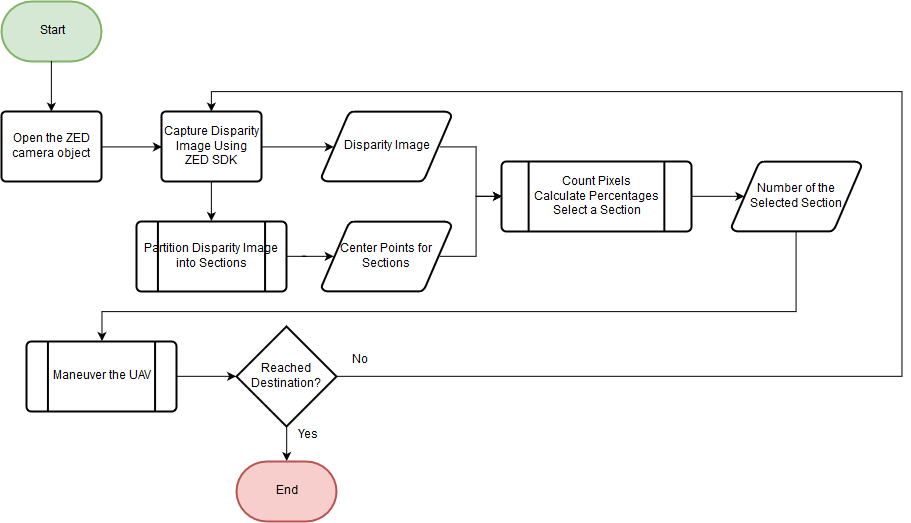 Start
Open the ZED
camera object
Capture Disparity
Image Using
ZED SDK
Disparity Image
Partition Disparity Image
into Sections
Center Points for
Sections
Count Pixels
Calculate Percentages
Select a Section
Number of the
Selected Section
Maneuver the UAV
Reached
Destination?
No
Yes
End